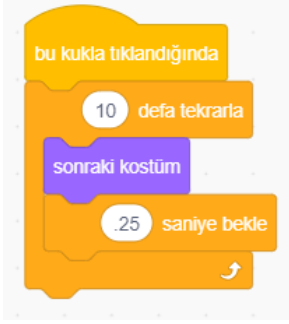 bu kukla tıklandığında
10 defa tekrarla
sonraki kostüm
.25 saniye bekle